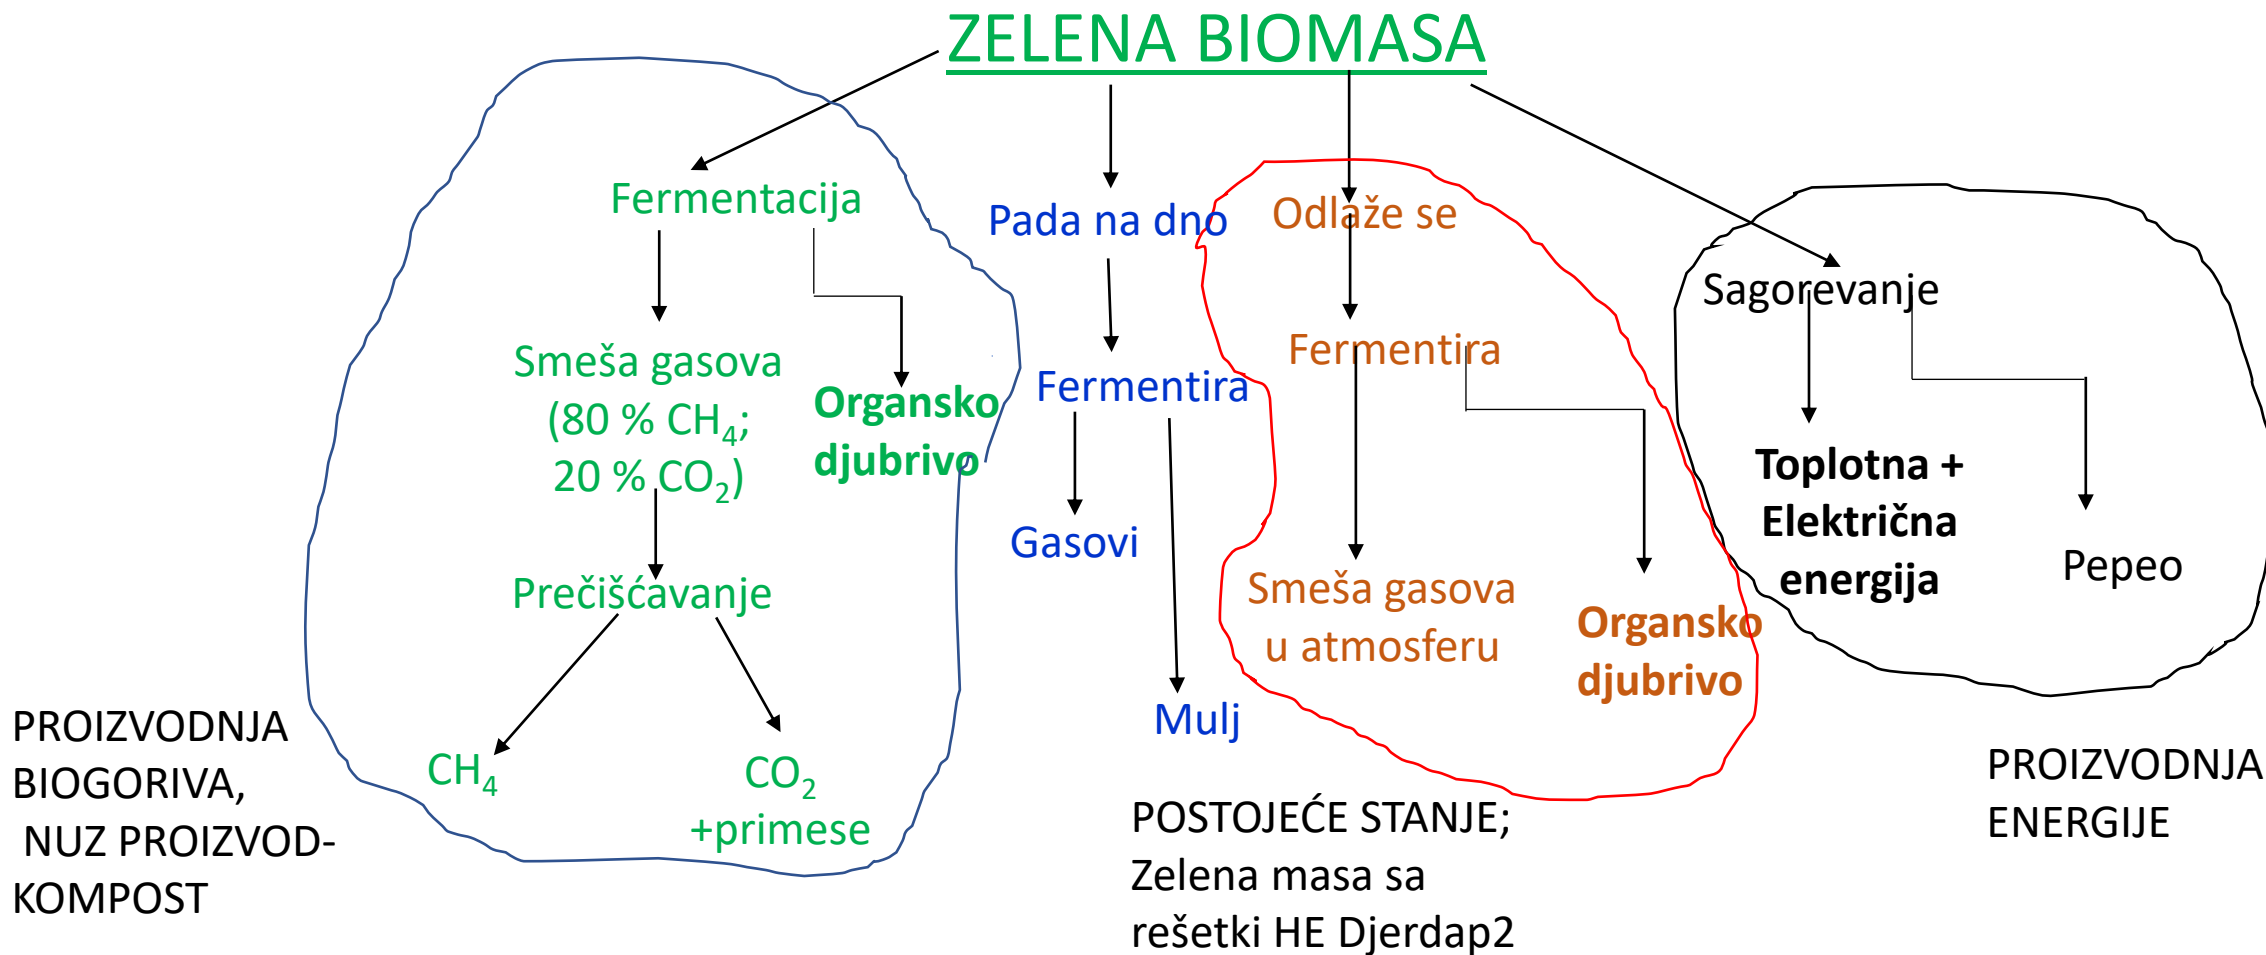 ZELENA BIOMASA
Fermentacija
Smeša gasova
(80 % CH₄;
20 % CO₂)
Organsko
djubrivo
Prečišćavanje
CH₄
CO₂
+primese
PROIZVODNJA
BIOGORIVA,
NUZ PROIZVOD-
KOMPOST
Pada na dno
Fermentira
Gasovi
Mulj
Odlaže se
Fermentira
Smeša gasova
u atmosferu
Organsko
djubrivo
POSTOJEĆE STANJE;
Zelena masa sa
rešetki HE Djerdap2
Sagorevanje
Toplotna +
Električna
energija
Pepeo
PROIZVODNJA
ENERGIJE